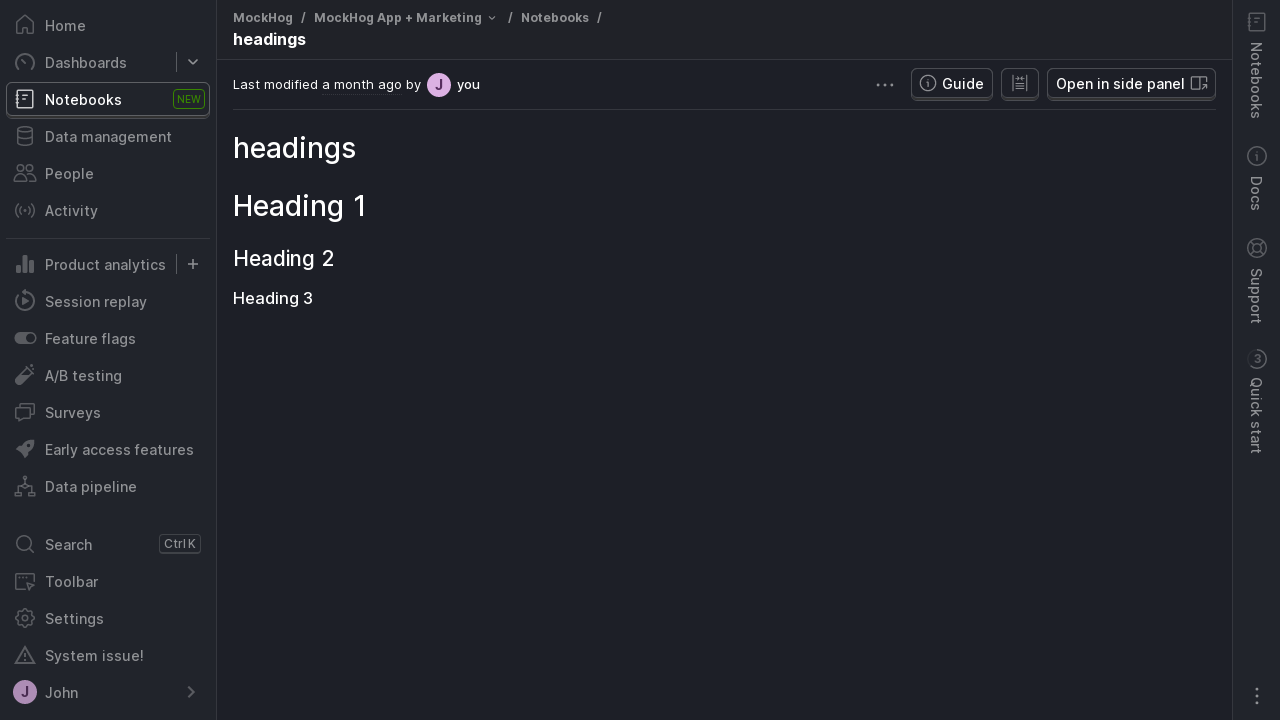 Home
Dashboards
Notebooks NEW
Data management
People
Activity
Product analytics
Session replay
Feature flags
A/B testing
Surveys
Early access features
Data pipeline
Search Ctrl K
Toolbar
Settings
System issue!
J John
MockHog / MockHog App + Marketing / Notebooks /
headings
Last modified a month ago by J you
Guide
Open in side panel
headings
Heading 1
Heading 2
Heading 3
Notebooks
Docs
Support
3 Quick start